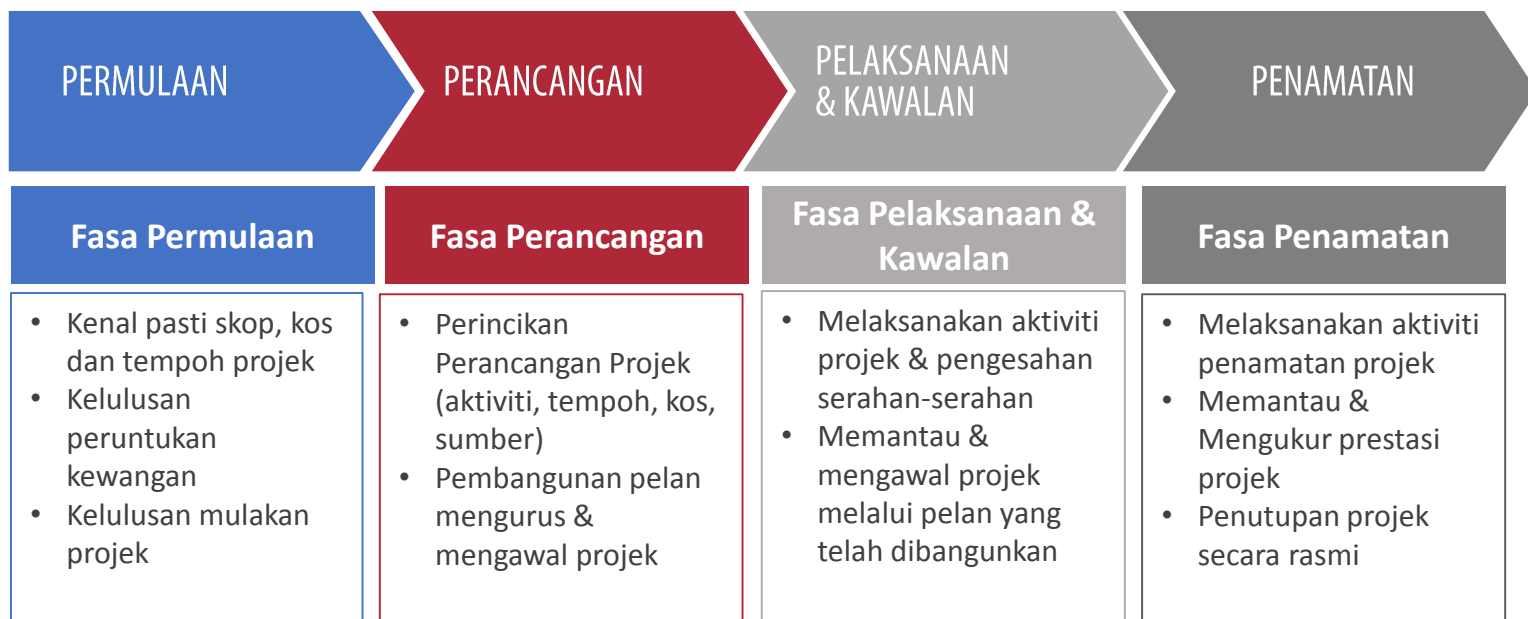 PERMULAAN
PERANCANGAN
PELAKSANAAN
& KAWALAN
PENAMATAN
Fasa Permulaan
• Kenal pasti skop, kos
dan tempoh projek
• Kelulusan
peruntukan
kewangan
• Kelulusan mulakan
projek
Fasa Perancangan
• Perincikan
Perancangan Projek
(aktiviti, tempoh, kos,
sumber)
• Pembangunan pelan
mengurus &
mengawal projek
Fasa Pelaksanaan &
Kawalan
• Melaksanakan aktiviti
projek & pengesahan
serahan-serahan
• Memantau &
mengawal projek
melalui pelan yang
telah dibangunkan
Fasa Penamatan
• Melaksanakan aktiviti
penamatan projek
• Memantau &
Mengukur prestasi
projek
• Penutupan projek
secara rasmi